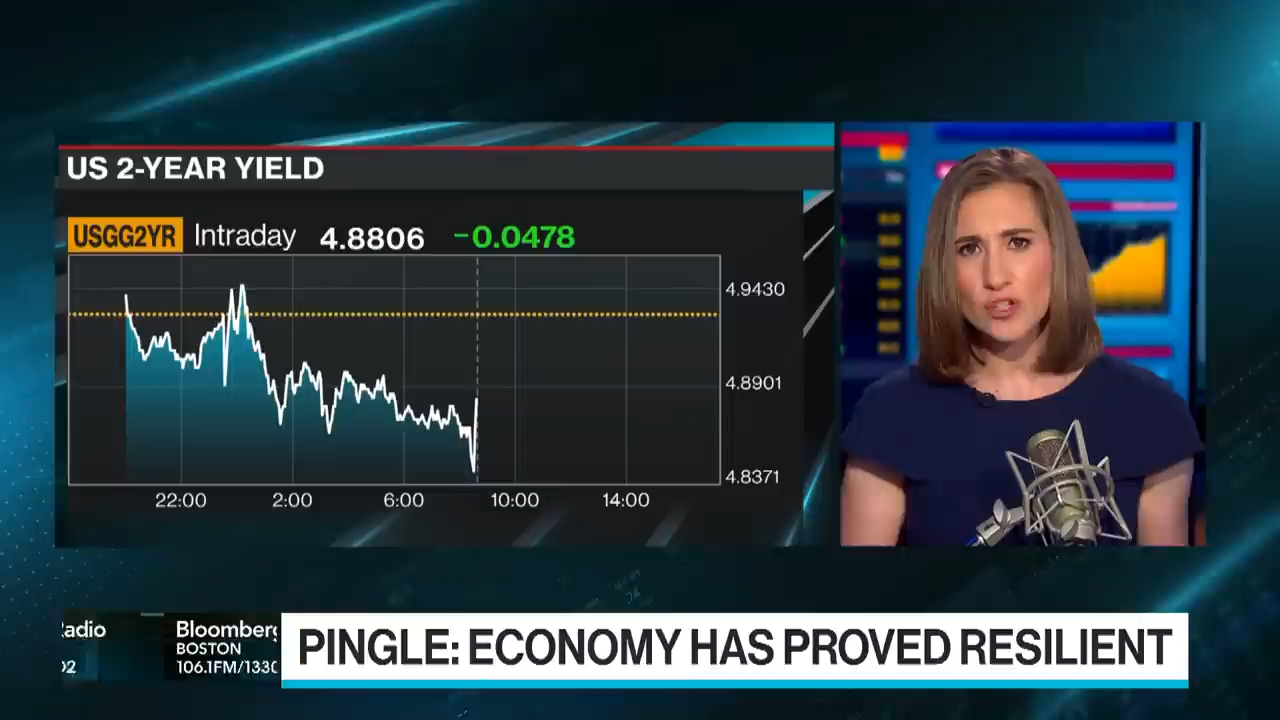 US 2-YEAR YIELD
USGG2YR Intraday 4.8806 -0.0478
4.9430
4.8901
4.8371
22:00 2:00 6:00 10:00 14:00
Bloomberg
BOSTON
106.1FM/1330
PINGLE: ECONOMY HAS PROVED RESILIENT